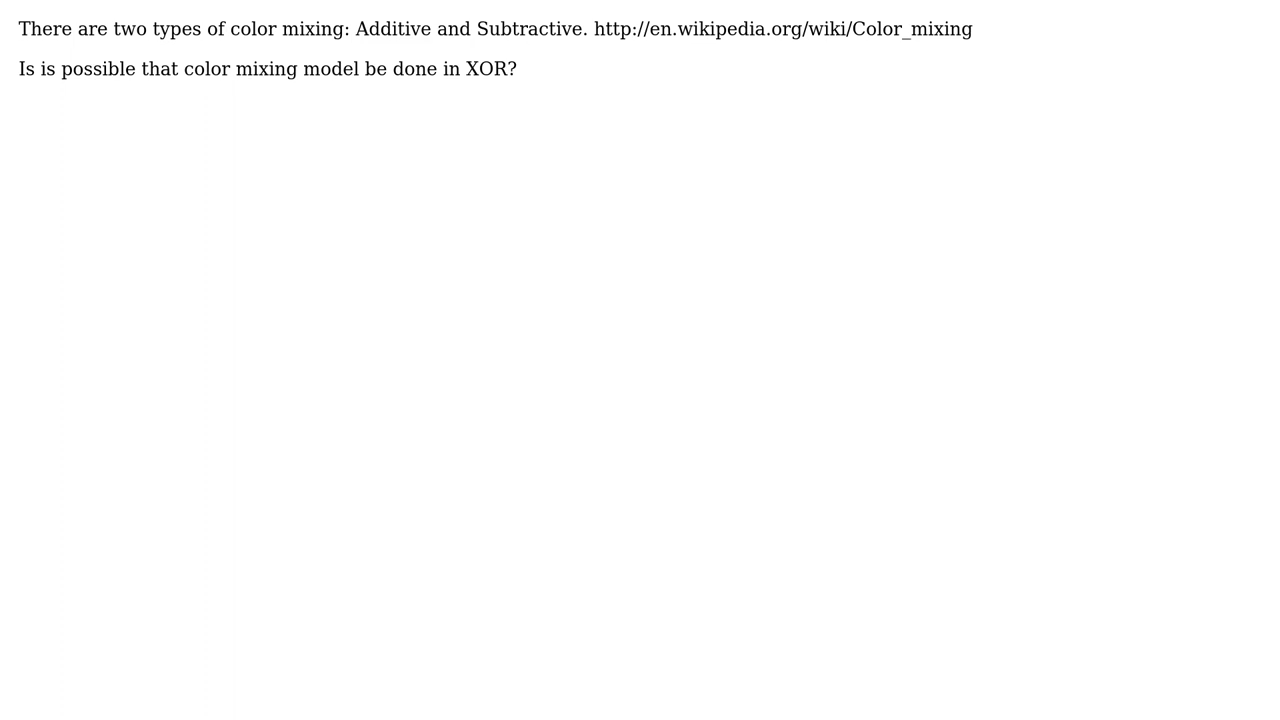 There are two types of color mixing: Additive and Subtractive. http://en.wikipedia.org/wiki/Color_mixing
Is is possible that color mixing model be done in XOR?